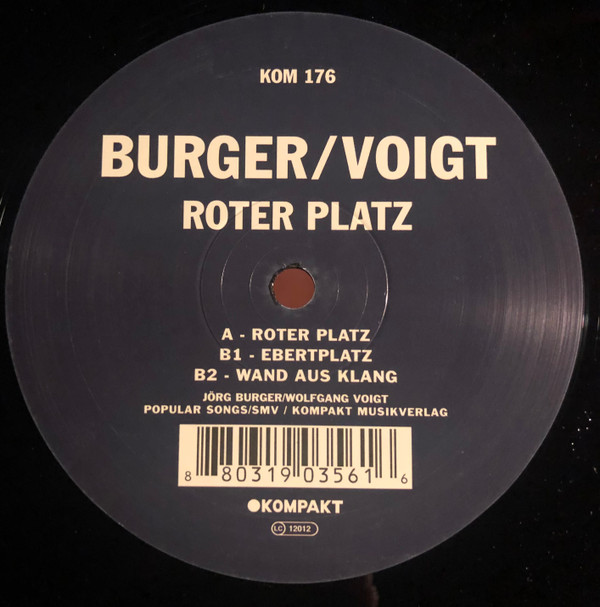 KOM 176
BURGER/VOIGT
ROTER PLATZ
A - ROTER PLATZ
B1 - EBERTPLATZ
B2 - WAND AUS KLANG
JÖRG BURGER/WOLFGANG VOIGT
POPULAR SONGS/SMV / KOMPAKT MUSIKVERLAG
8 80319 03561 6
KOMPAKT
LC 12012